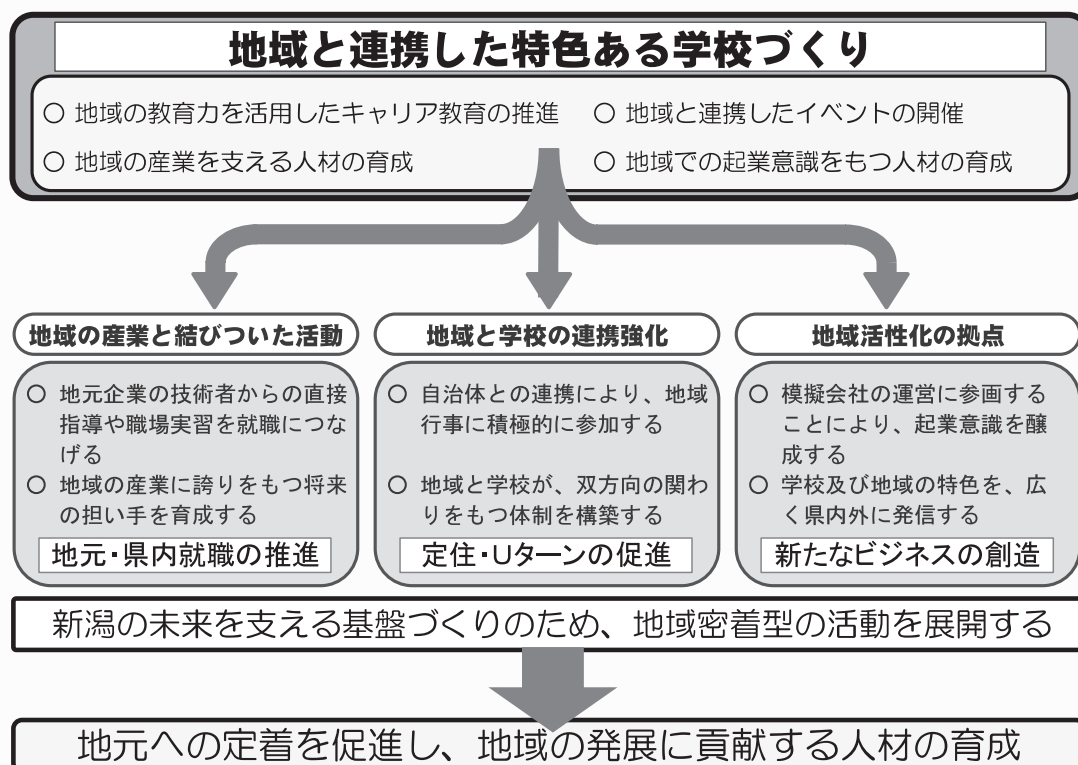 地域と連携した特色ある学校づくり
○ 地域の教育力を活用したキャリア教育の推進
○ 地域と連携したイベントの開催
○ 地域の産業を支える人材の育成
○ 地域での起業意識をもつ人材の育成
地域の産業と結びついた活動
○ 地元企業の技術者からの直接
指導や職場実習を就職につな
げる
○ 地域の産業に誇りをもつ将来
の担い手を育成する
地元・県内就職の推進
地域と学校の連携強化
○ 自治体との連携により、地域
行事に積極的に参加する
○ 地域と学校が、双方向の関わ
りをもつ体制を構築する
定住・Uターンの促進
地域活性化の拠点
○ 模擬会社の運営に参画する
ことにより、起業意識を醸
成する
○ 学校及び地域の特色を、広
く県内外に発信する
新たなビジネスの創造
新潟の未来を支える基盤づくりのため、地域密着型の活動を展開する
地元への定着を促進し、地域の発展に貢献する人材の育成